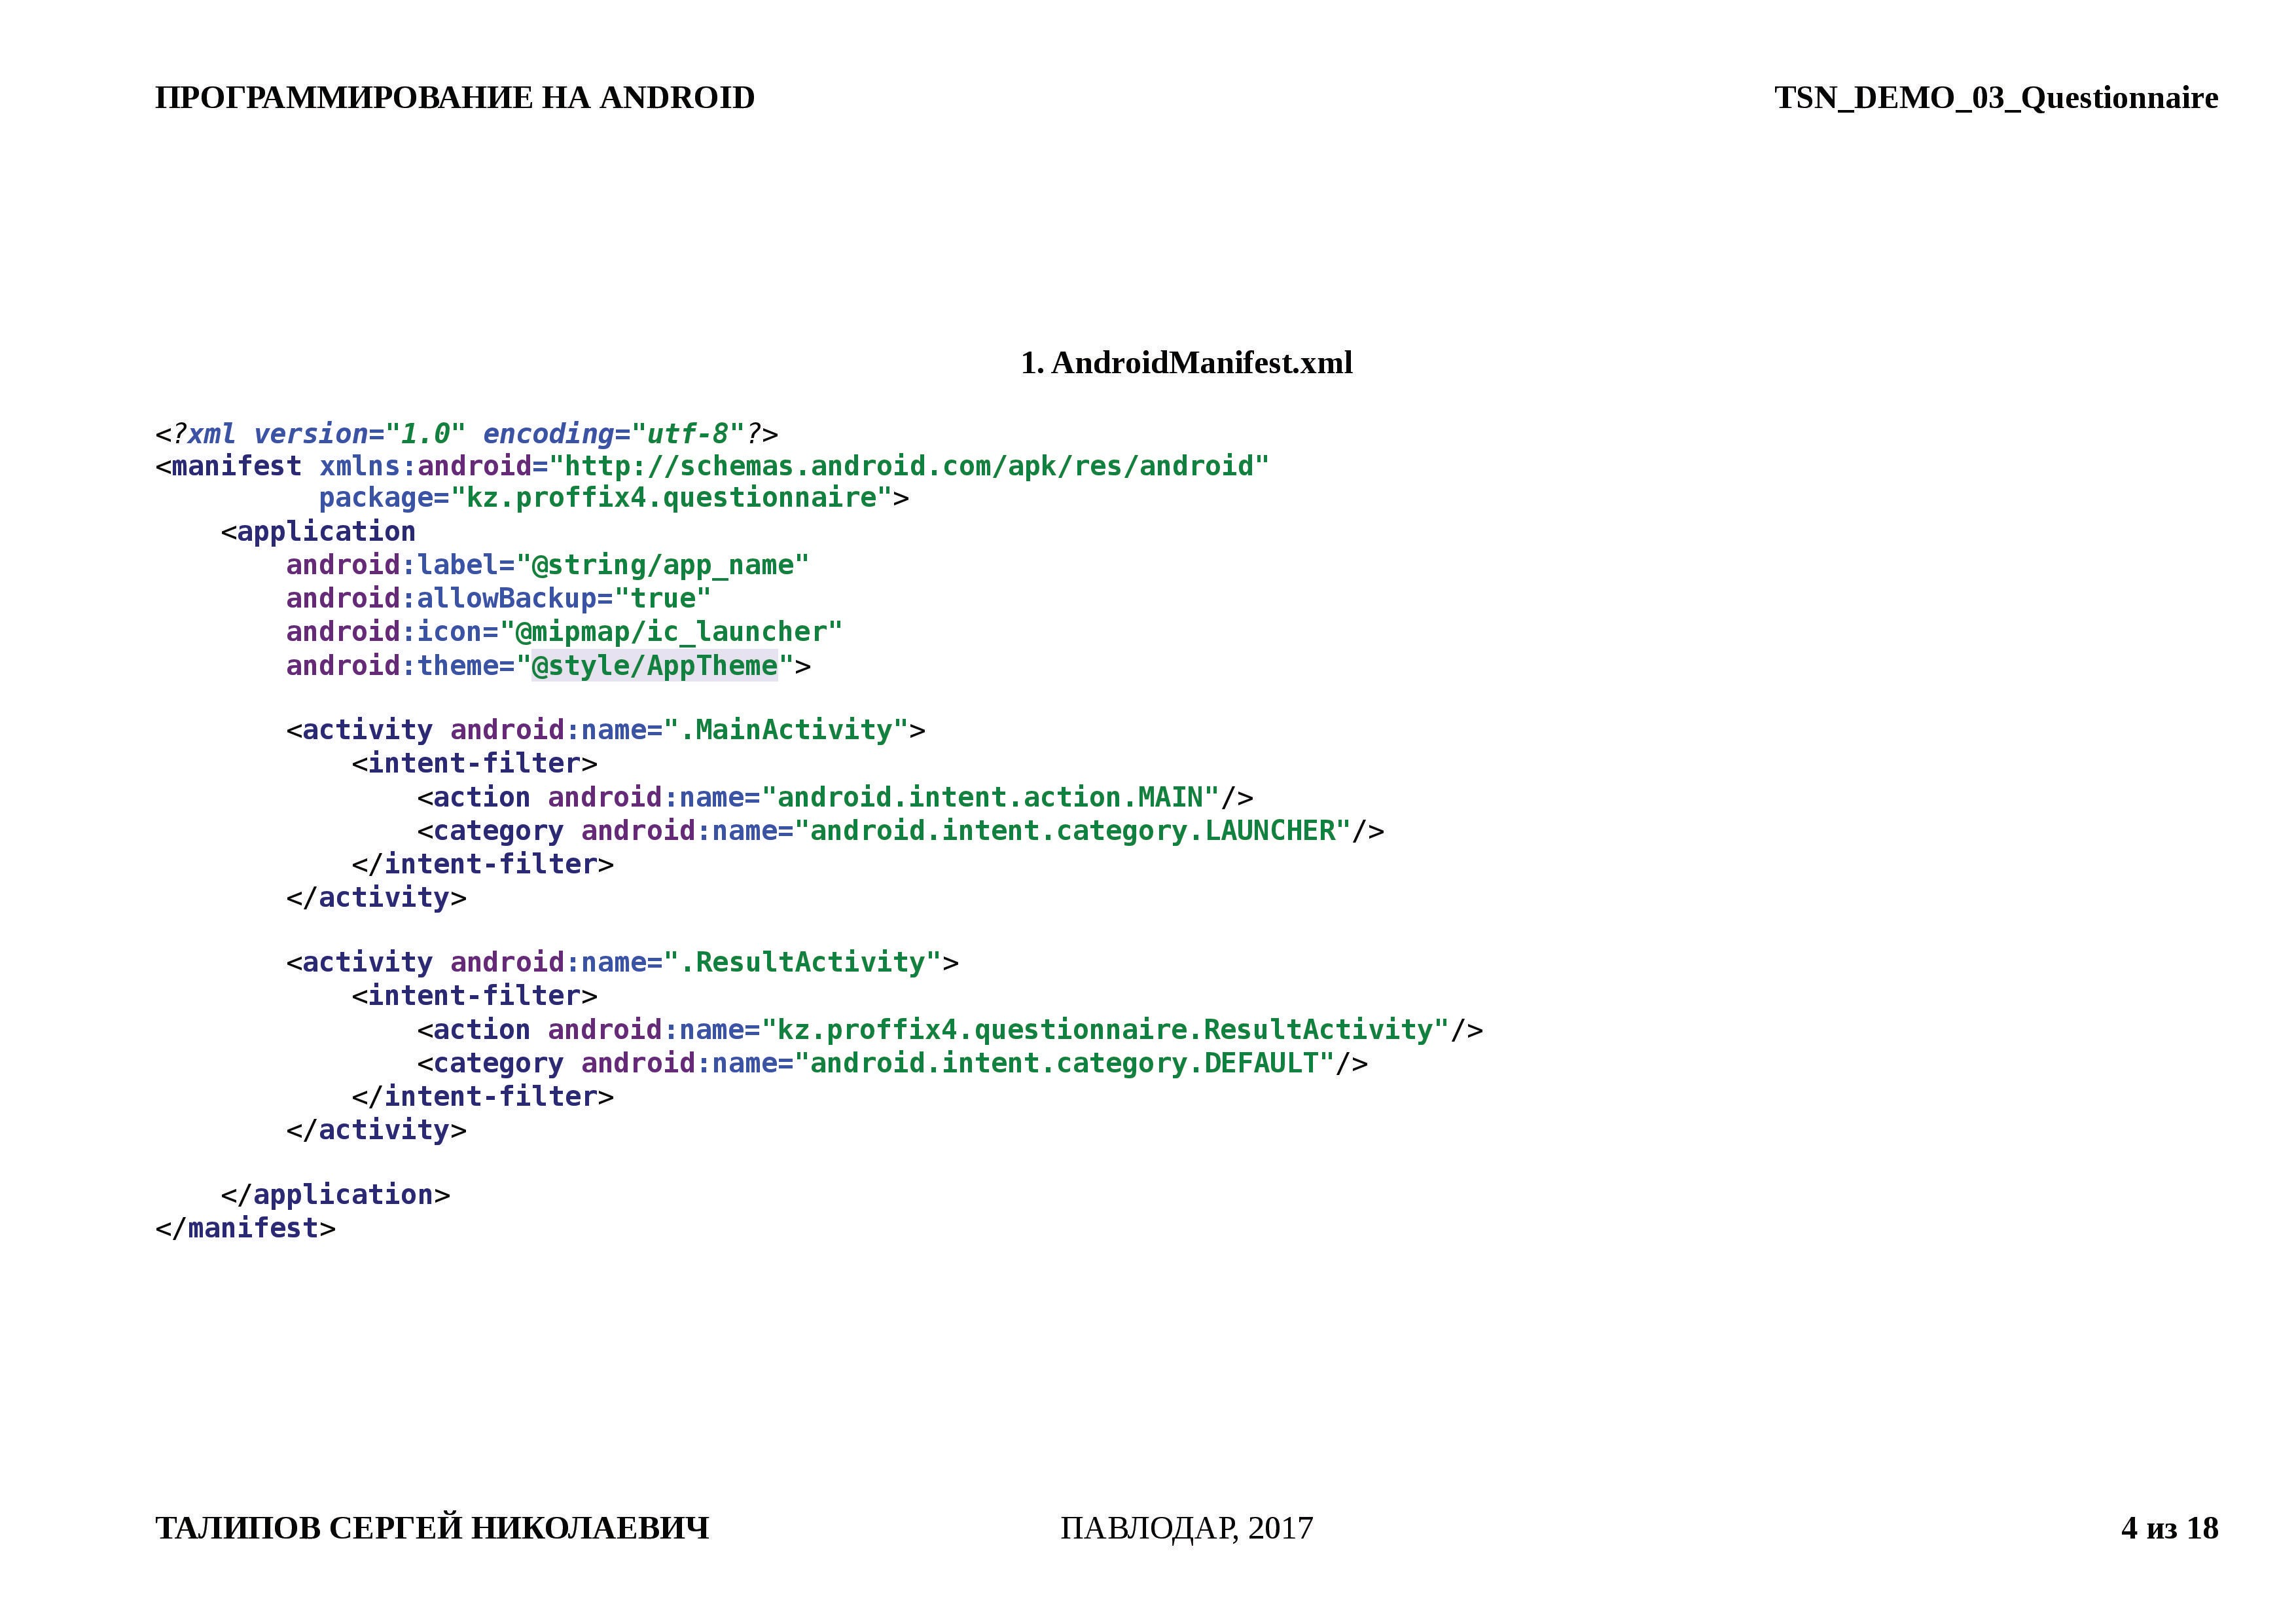 ПРОГРАММИРОВАНИЕ НА ANDROID TSN_DEMO_03_Questionnaire
1. AndroidManifest.xml
<?xml version="1.0" encoding="utf-8"?>
<manifest xmlns:android="http://schemas.android.com/apk/res/android"
          package="kz.proffix4.questionnaire">
    <application
        android:label="@string/app_name"
        android:allowBackup="true"
        android:icon="@mipmap/ic_launcher"
        android:theme="@style/AppTheme">
        <activity android:name=".MainActivity">
            <intent-filter>
                <action android:name="android.intent.action.MAIN"/>
                <category android:name="android.intent.category.LAUNCHER"/>
            </intent-filter>
        </activity>
        <activity android:name=".ResultActivity">
            <intent-filter>
                <action android:name="kz.proffix4.questionnaire.ResultActivity"/>
                <category android:name="android.intent.category.DEFAULT"/>
            </intent-filter>
        </activity>
    </application>
</manifest>
ТАЛИПОВ СЕРГЕЙ НИКОЛАЕВИЧ ПАВЛОДАР, 2017 4 из 18